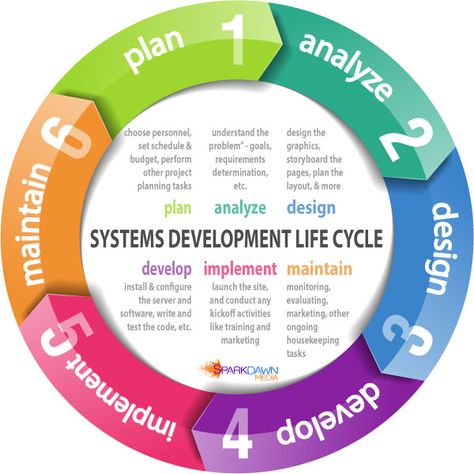 plan 1
analyze 2
design 3
develop 4
implement 5
maintain 6
choose personnel,
set schedule &
budget, perform
other project
planning tasks
plan
understand the
problem" - goals,
requirements
determination,
etc.
analyze
design the
graphics,
storyboard the
pages, plan the
layout, & more
design
SYSTEMS DEVELOPMENT LIFE CYCLE
develop
install & configure
the server and
software, write and
test the code, etc.
implement
launch the site,
and conduct any
kickoff activities
like training and
marketing
maintain
monitoring,
evaluating,
marketing, other
ongoing
housekeeping
tasks
SPARKDAWN
MEDIA